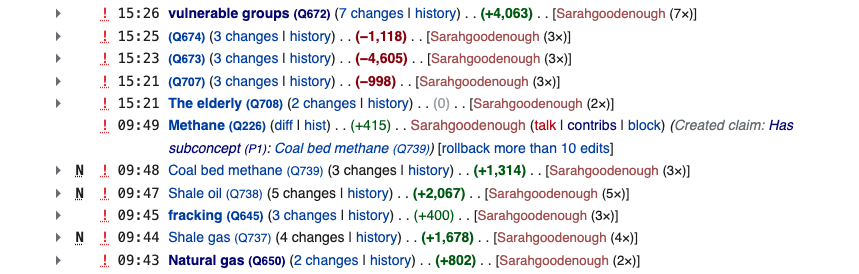 ! 15:26 vulnerable groups (Q672) (7 changes | history) . . (+4,063) . . [Sarahgoodenough (7×)]
! 15:25 (Q674) (3 changes | history) . . (−1,118) . . [Sarahgoodenough (3×)]
! 15:23 (Q673) (3 changes | history) . . (−4,605) . . [Sarahgoodenough (3×)]
! 15:21 (Q707) (3 changes | history) . . (−998) . . [Sarahgoodenough (3×)]
! 15:21 The elderly (Q708) (2 changes | history) . . (0) . . [Sarahgoodenough (2×)]
! 09:49 Methane (Q226) (diff | hist) . . (+415) . . Sarahgoodenough (talk | contribs | block) (Created claim: Has
subconcept (P1): Coal bed methane (Q739)) [rollback more than 10 edits]
N ! 09:48 Coal bed methane (Q739) (3 changes | history) . . (+1,314) . . [Sarahgoodenough (3×)]
N ! 09:47 Shale oil (Q738) (5 changes | history) . . (+2,067) . . [Sarahgoodenough (5×)]
! 09:45 fracking (Q645) (3 changes | history) . . (+400) . . [Sarahgoodenough (3×)]
N ! 09:44 Shale gas (Q737) (4 changes | history) . . (+1,678) . . [Sarahgoodenough (4×)]
! 09:43 Natural gas (Q650) (2 changes | history) . . (+802) . . [Sarahgoodenough (2×)]